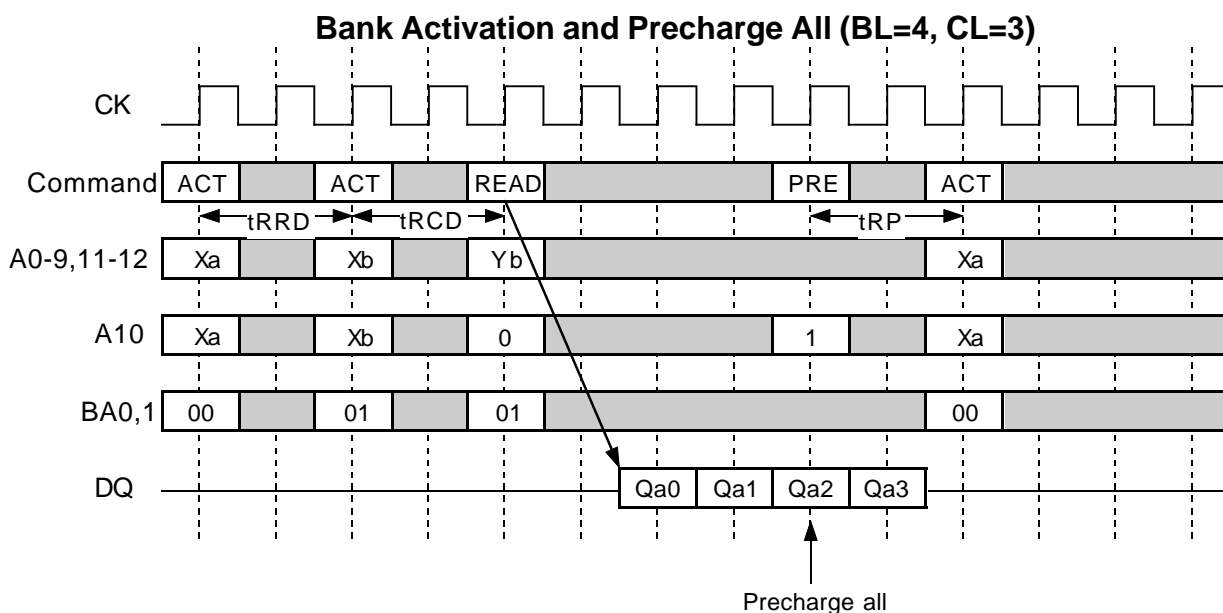 Bank Activation and Precharge All (BL=4, CL=3)
CK
Command ACT ACT READ PRE ACT
tRRD tRCD tRP
A0-9,11-12 Xa Xb Yb Xa
A10 Xa Xb 0 1 Xa
BA0,1 00 01 01 00
DQ Qa0 Qa1 Qa2 Qa3
Precharge all